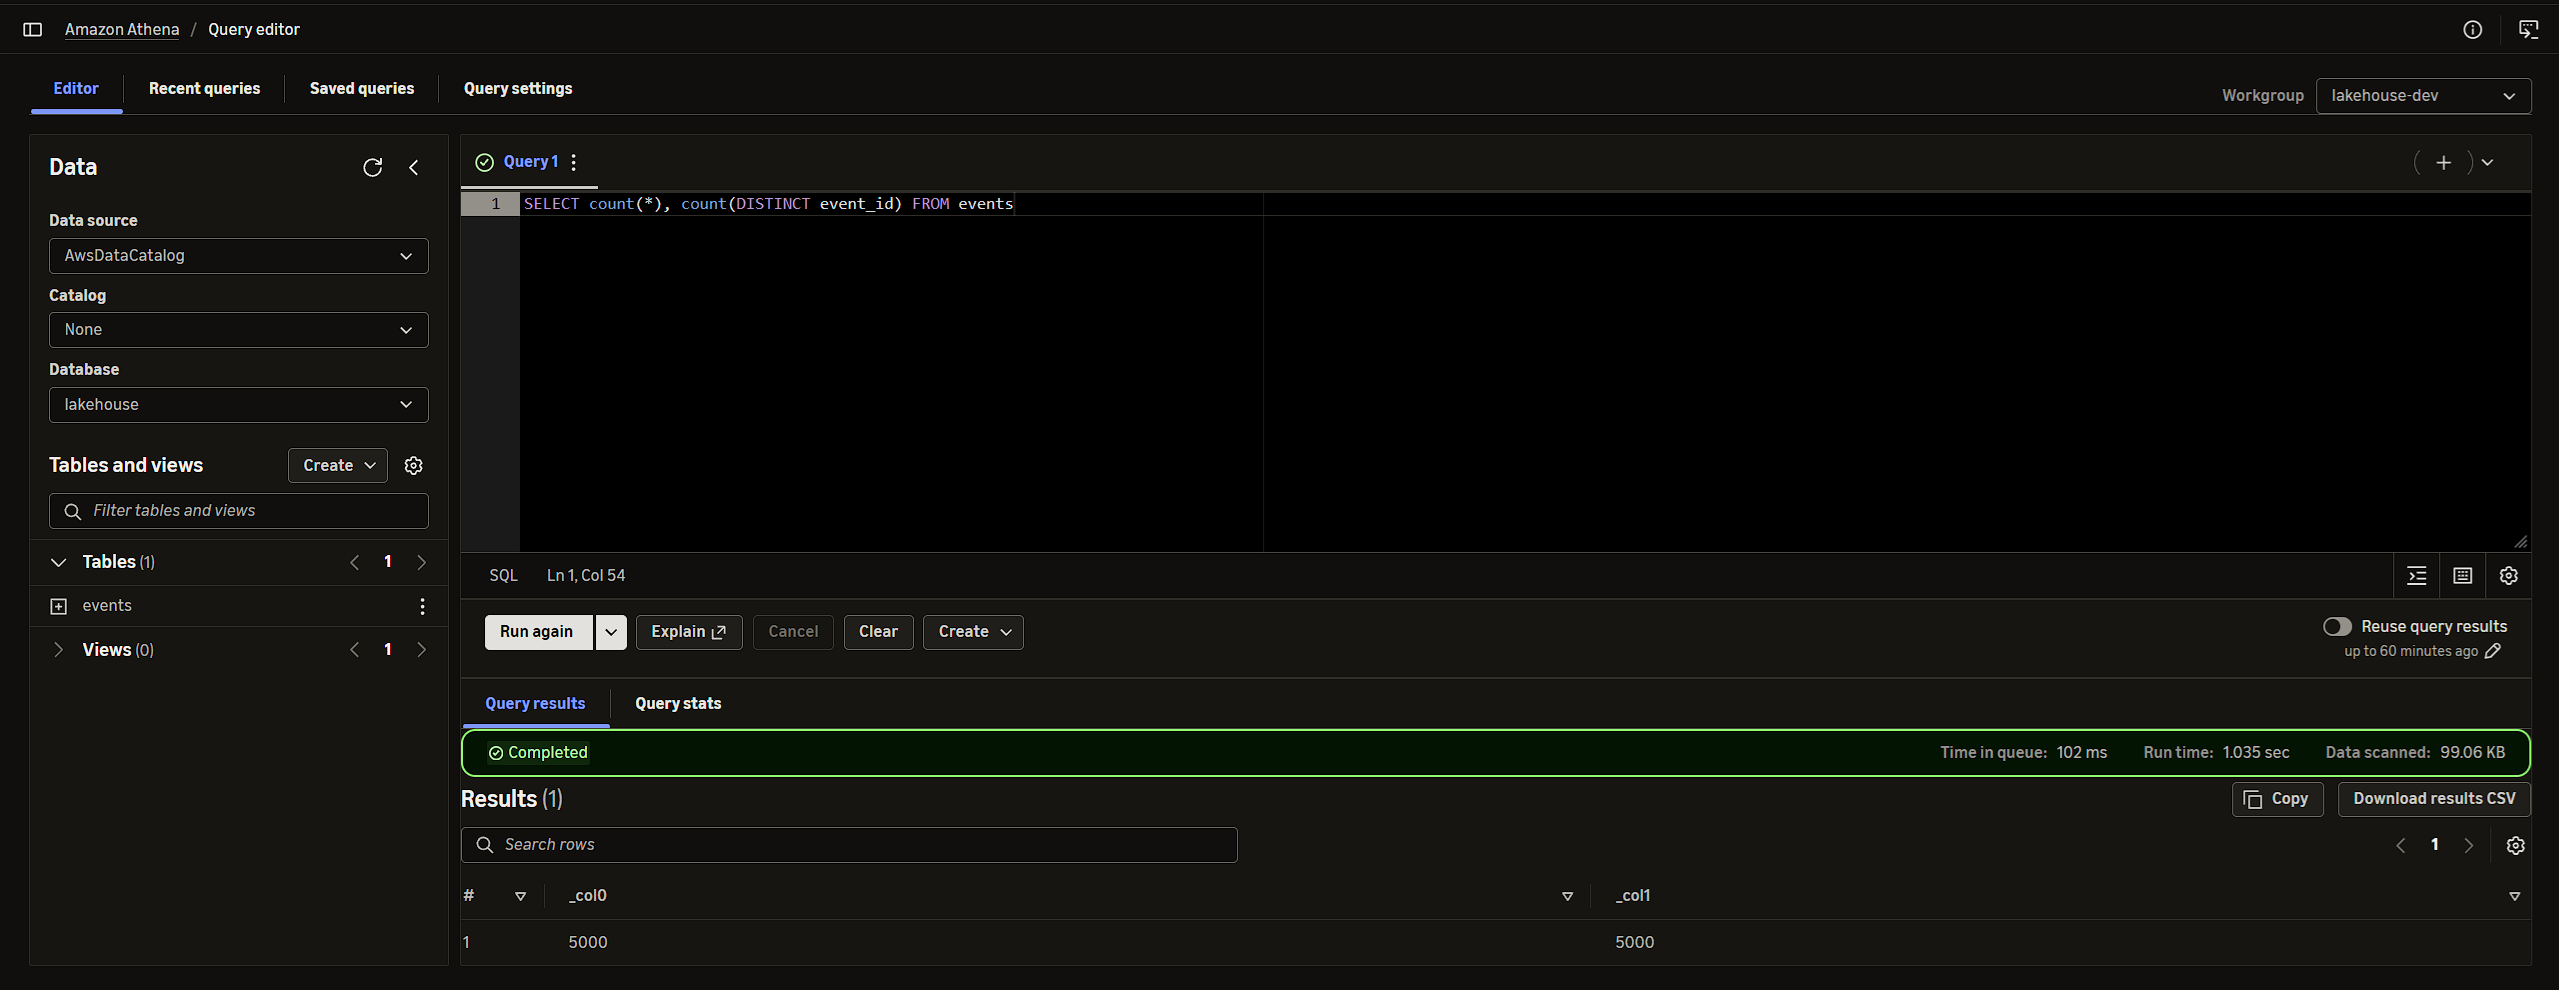 Amazon Athena / Query editor
Editor
Recent queries
Saved queries
Query settings
Workgroup
lakehouse-dev
Data
Data source
AwsDataCatalog
Catalog
None
Database
lakehouse
Tables and views
Create
Filter tables and views
Tables (1)
1
events
Views (0)
1
Query 1
1 SELECT count(*), count(DISTINCT event_id) FROM events
SQL Ln 1, Col 54
Run again
Explain
Cancel
Clear
Create
Reuse query results
up to 60 minutes ago
Query results
Query stats
Completed
Time in queue: 102 ms Run time: 1.035 sec Data scanned: 99.06 KB
Results (1)
Copy
Download results CSV
Search rows
1
# _col0 _col1
1 5000 5000